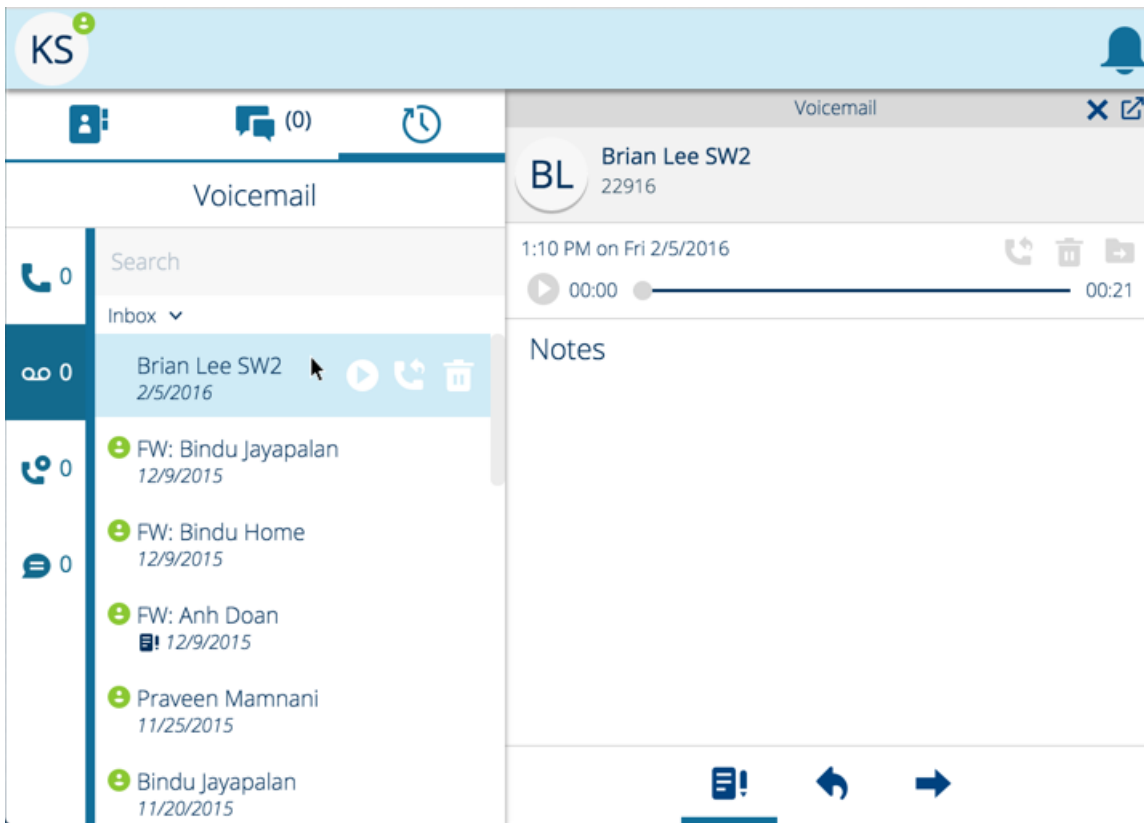 KS
(0)
Voicemail
0
0
0
0
Search
Inbox
Brian Lee SW2
2/5/2016
FW: Bindu Jayapalan
12/9/2015
FW: Bindu Home
12/9/2015
FW: Anh Doan
12/9/2015
Praveen Mamnani
11/25/2015
Bindu Jayapalan
11/20/2015
Voicemail
BL
Brian Lee SW2
22916
1:10 PM on Fri 2/5/2016
00:00 00:21
Notes